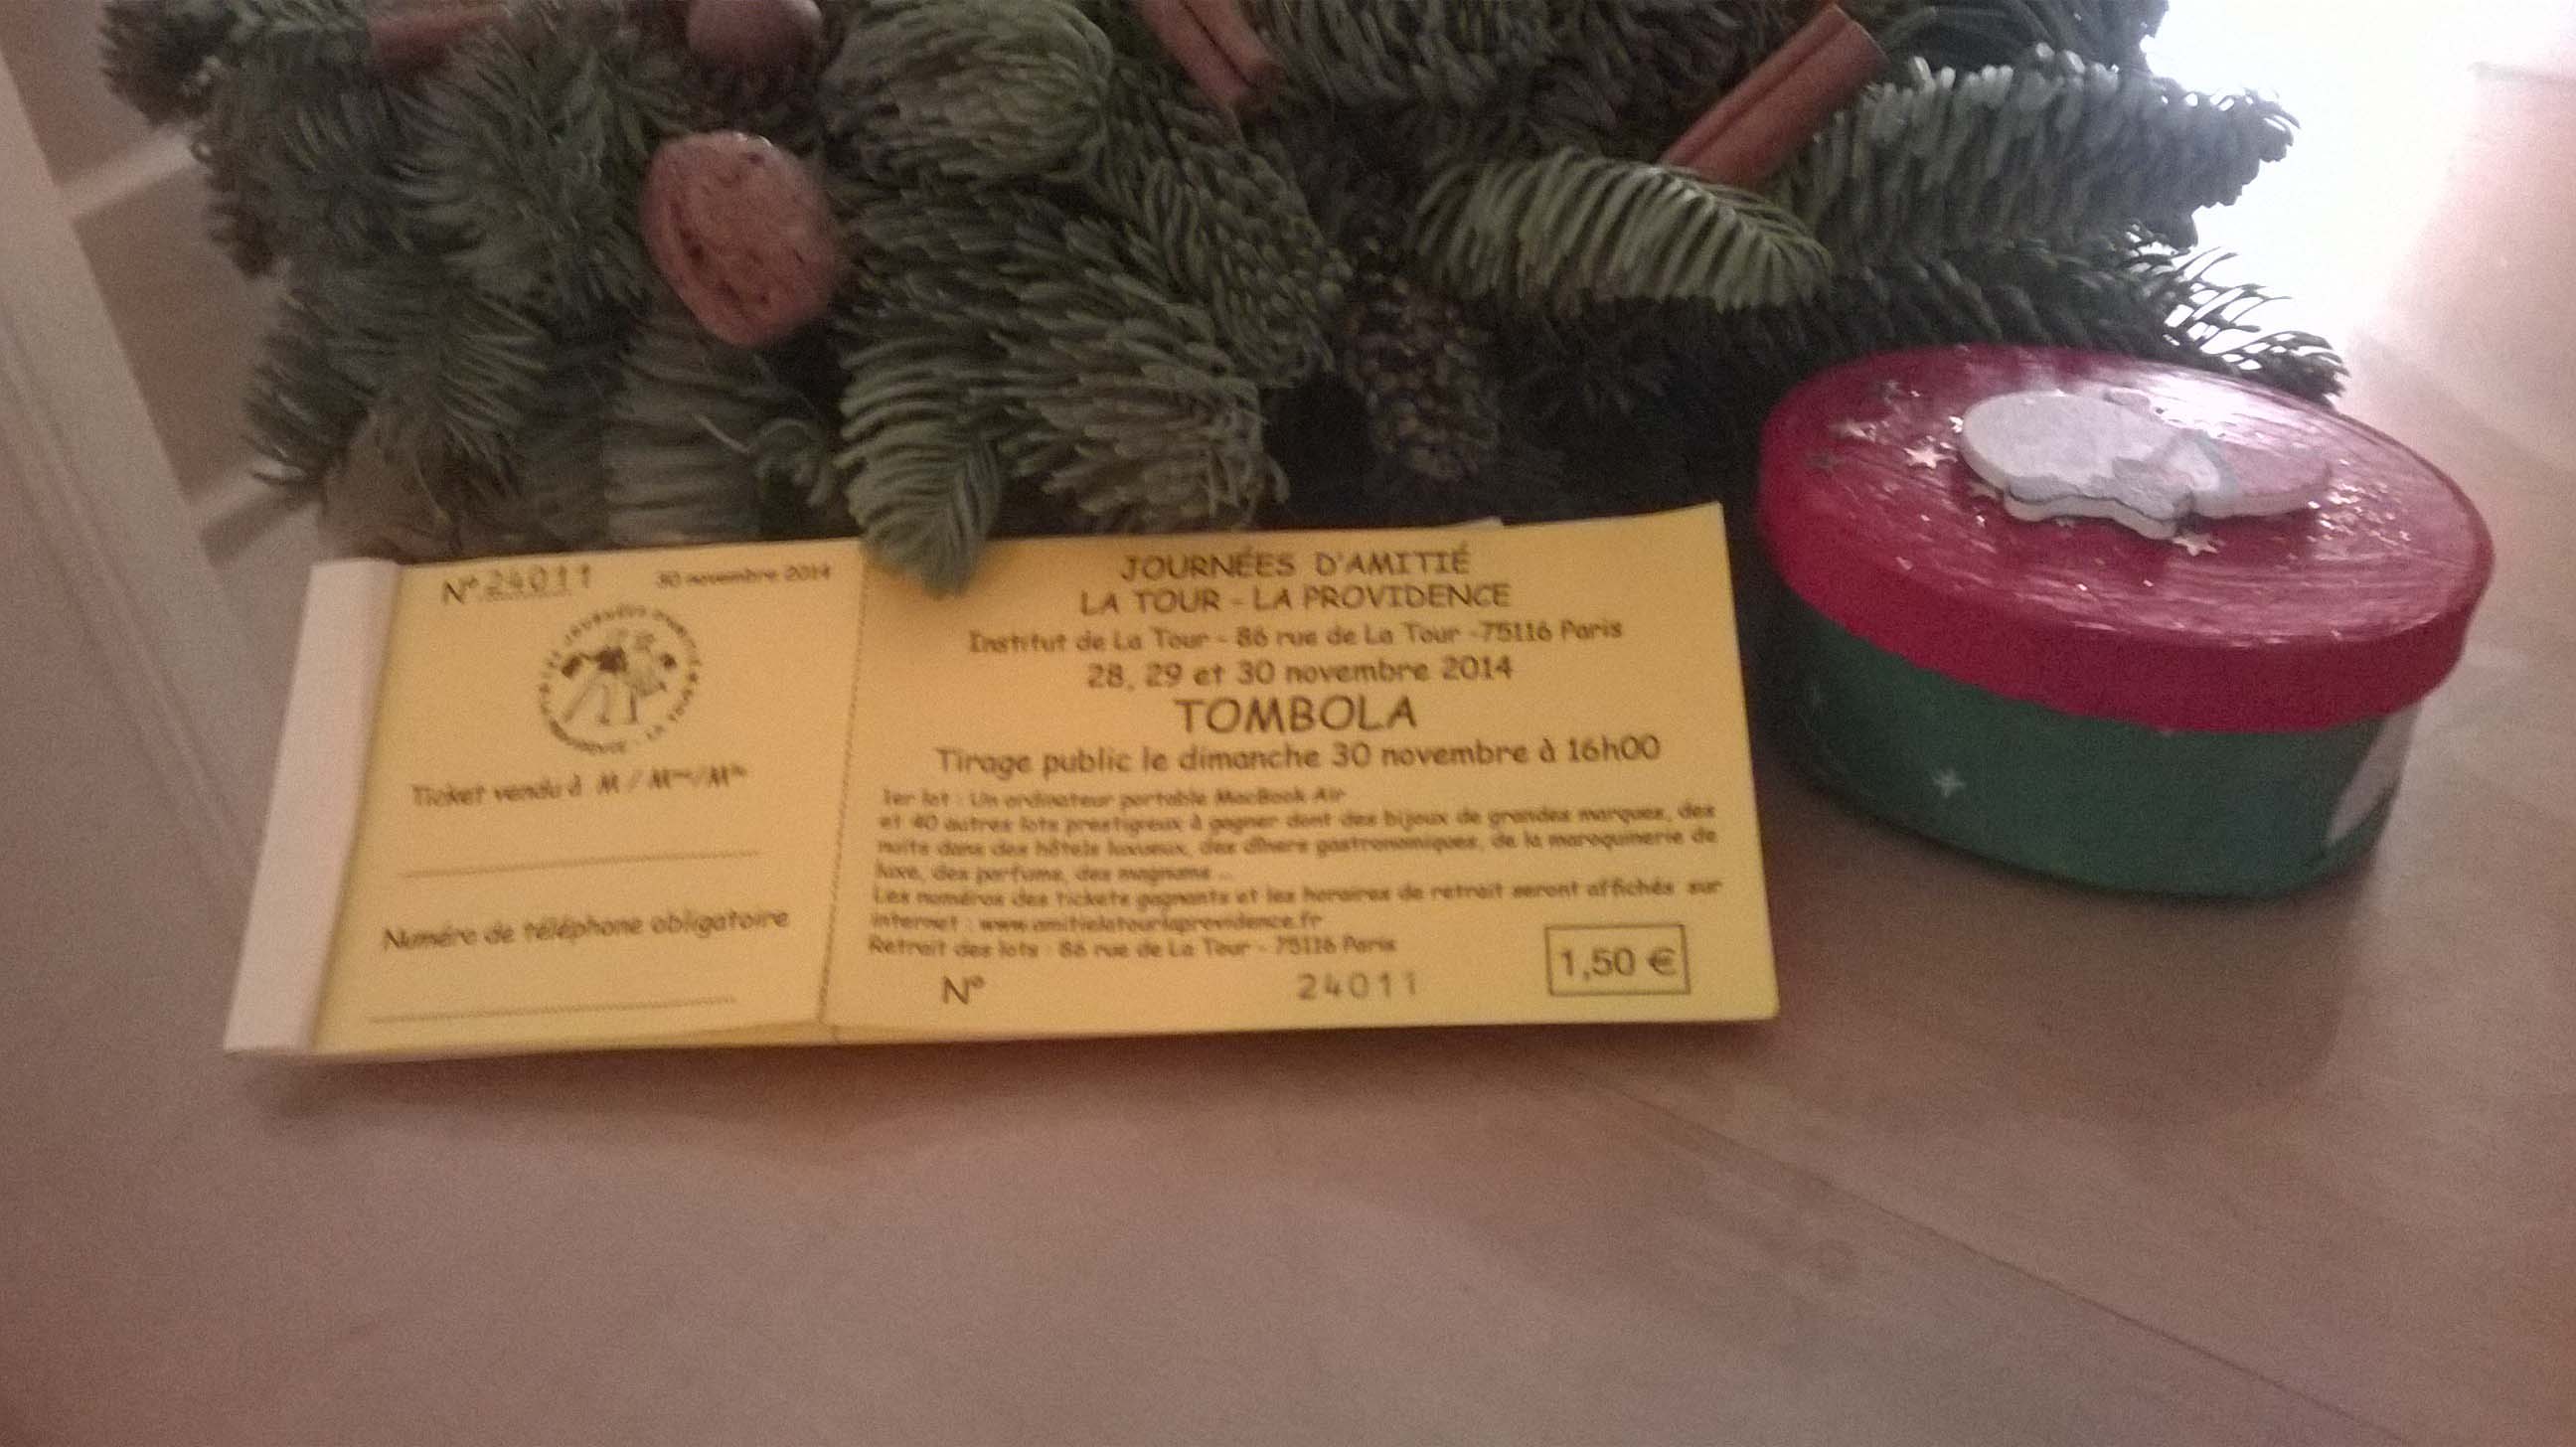 N° 24011
30 novembre 2014
Ticket vendu à M / Mme/Mlle
Numéro de téléphone obligatoire
JOURNÉES D'AMITIÉ
LA TOUR - LA PROVIDENCE
Institut de La Tour - 86 rue de La Tour -75116 Paris
28, 29 et 30 novembre 2014
TOMBOLA
Tirage public le dimanche 30 novembre à 16h00
1er lot : Un ordinateur portable MacBook Air
et 40 autres lots prestigieux à gagner dont des bijoux de grandes marques, des
nuits dans des hôtels luxueux, des dîners gastronomiques, de la maroquinerie de
luxe, des parfums, des magnums ...
Les numéros des tickets gagnants et les horaires de retrait seront affichés sur
internet : www.amitielatourlaprovidence.fr
Retrait des lots : 86 rue de La Tour - 75116 Paris
N° 24011
1,50 €